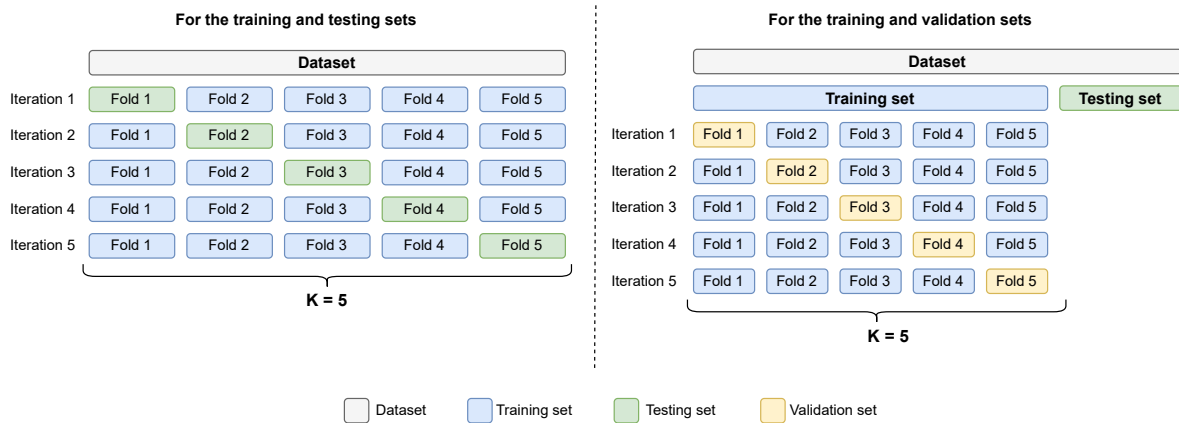 For the training and testing sets
Dataset
Iteration 1 Fold 1 Fold 2 Fold 3 Fold 4 Fold 5
Iteration 2 Fold 1 Fold 2 Fold 3 Fold 4 Fold 5
Iteration 3 Fold 1 Fold 2 Fold 3 Fold 4 Fold 5
Iteration 4 Fold 1 Fold 2 Fold 3 Fold 4 Fold 5
Iteration 5 Fold 1 Fold 2 Fold 3 Fold 4 Fold 5
K = 5
For the training and validation sets
Dataset
Training set Testing set
Iteration 1 Fold 1 Fold 2 Fold 3 Fold 4 Fold 5
Iteration 2 Fold 1 Fold 2 Fold 3 Fold 4 Fold 5
Iteration 3 Fold 1 Fold 2 Fold 3 Fold 4 Fold 5
Iteration 4 Fold 1 Fold 2 Fold 3 Fold 4 Fold 5
Iteration 5 Fold 1 Fold 2 Fold 3 Fold 4 Fold 5
K = 5
Dataset Training set Testing set Validation set